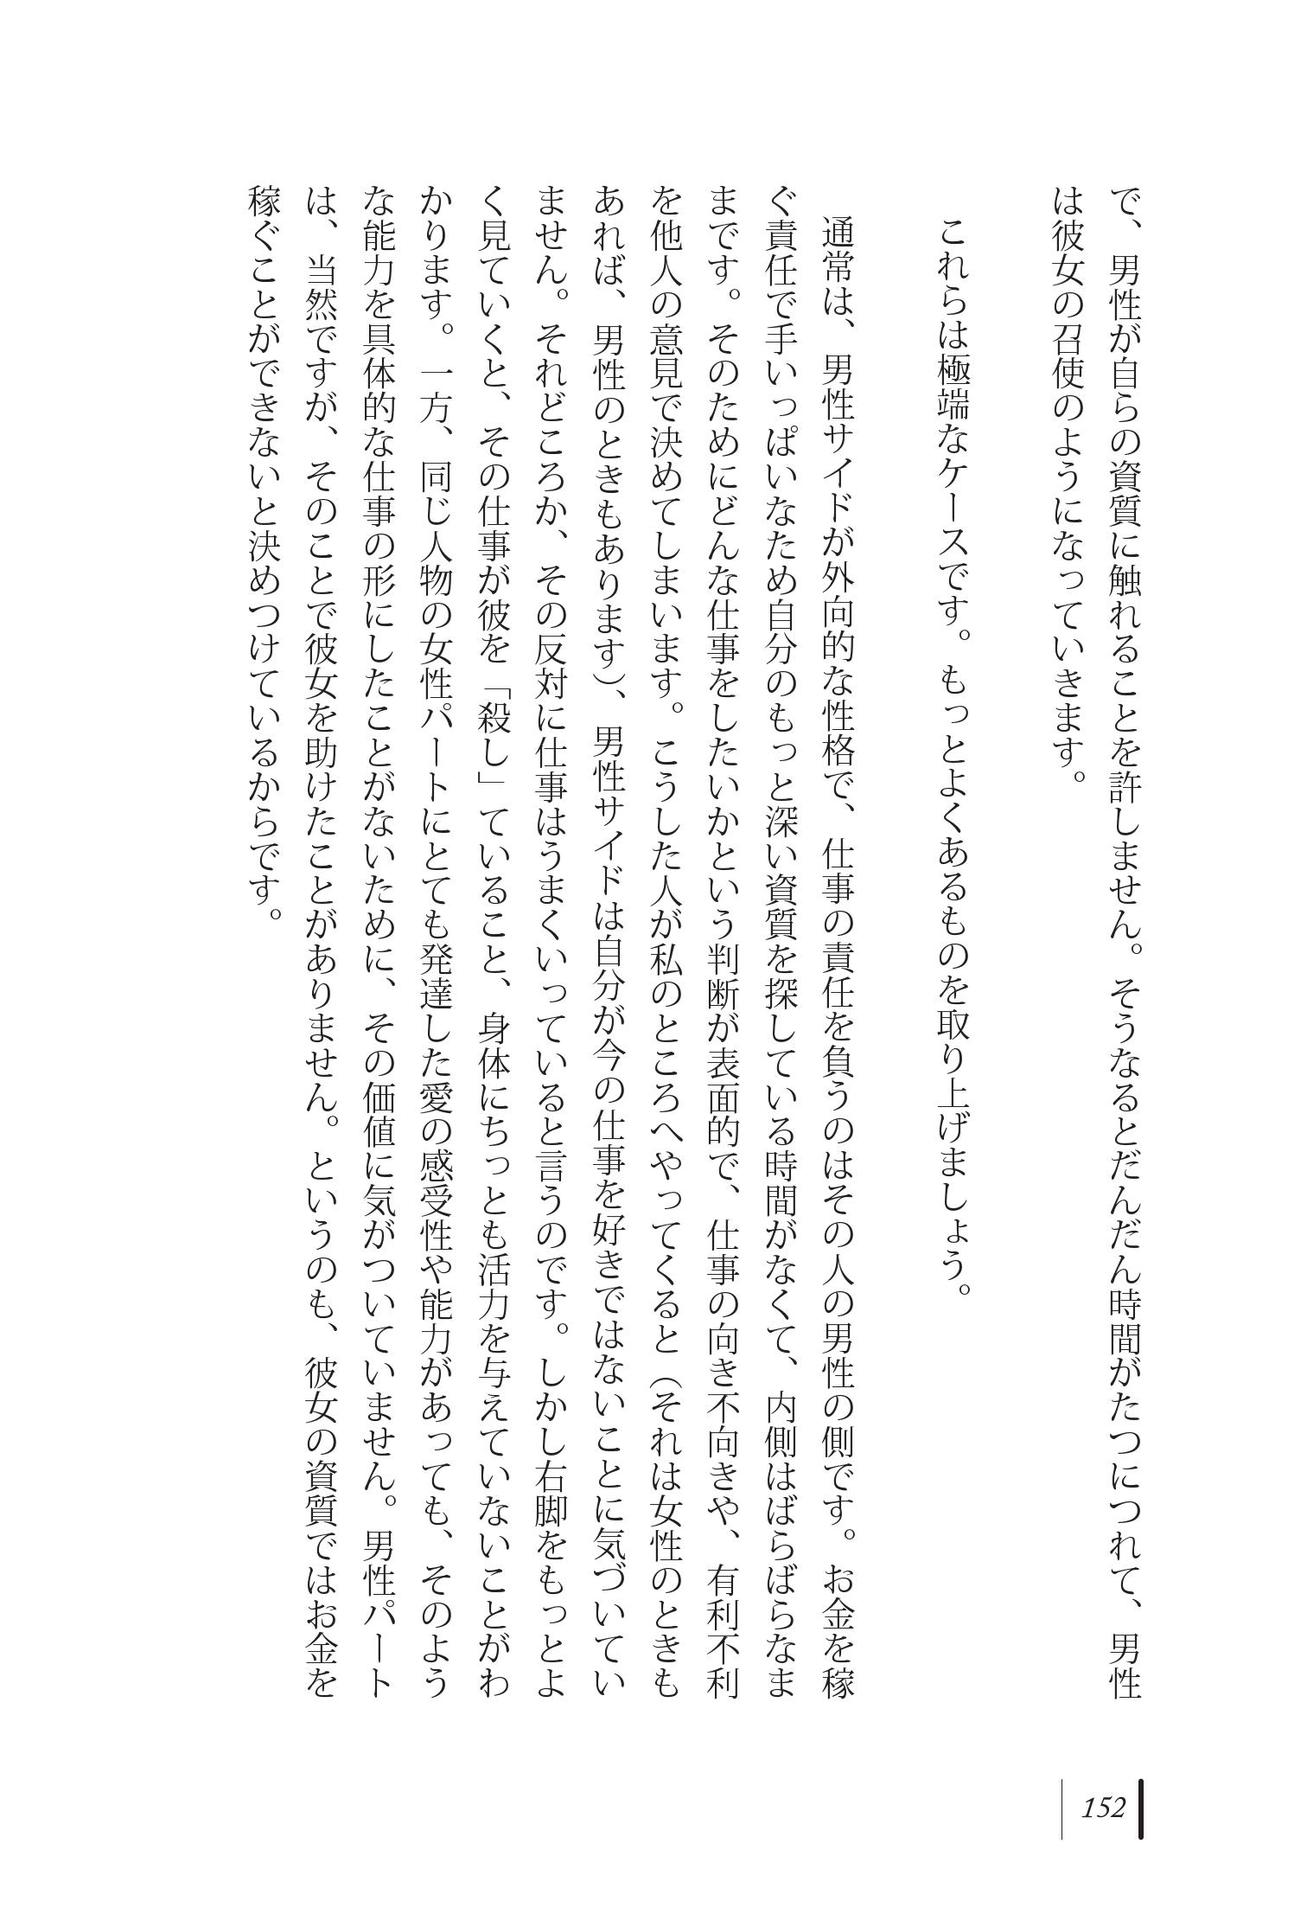 で、男性が自らの資質に触れることを許しません。そうなるとだんだん時間がたつにつれて、男性
は彼女の召使のようになっていきます。
これらは極端なケースです。もっとよくあるものを取り上げましょう。
通常は、男性サイドが外向的な性格で、仕事の責任を負うのはその人の男性の側です。お金を稼
ぐ責任で手いっぱいなため自分のもっと深い資質を探している時間がなくて、内側はばらばらなま
まです。そのためにどんな仕事をしたいかという判断が表面的で、仕事の向き不向きや、有利不利
を他人の意見で決めてしまいます。こうした人が私のところへやってくると（それは女性のときも
あれば、男性のときもあります）、男性サイドは自分が今の仕事を好きではないことに気づいてい
ません。それどころか、その反対に仕事はうまくいっていると言うのです。しかし右脚をもっとよ
く見ていくと、その仕事が彼を「殺し」ていること、身体にちっとも活力を与えていないことがわ
かります。一方、同じ人物の女性パートにとても発達した愛の感受性や能力があっても、そのよう
な能力を具体的な仕事の形にしたことがないために、その価値に気がついていません。男性パート
は、当然ですが、そのことで彼女を助けたことがありません。というのも、彼女の資質ではお金を
稼ぐことができないと決めつけているからです。
152